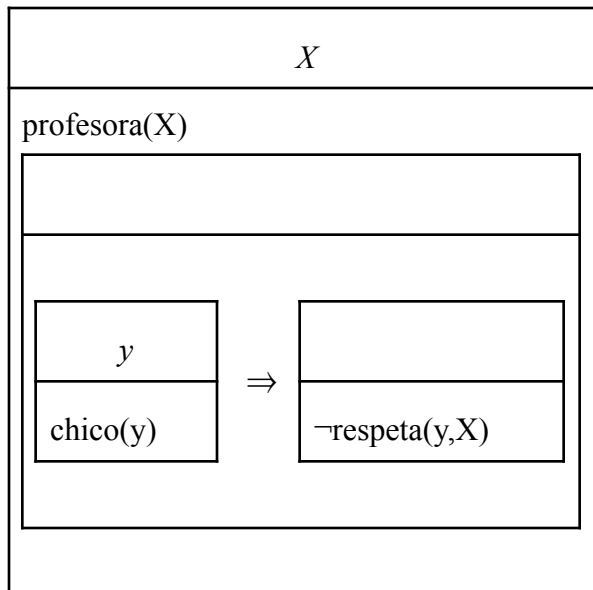 X
profesora(X)
y
⇒
chico(y)
¬respeta(y,X)